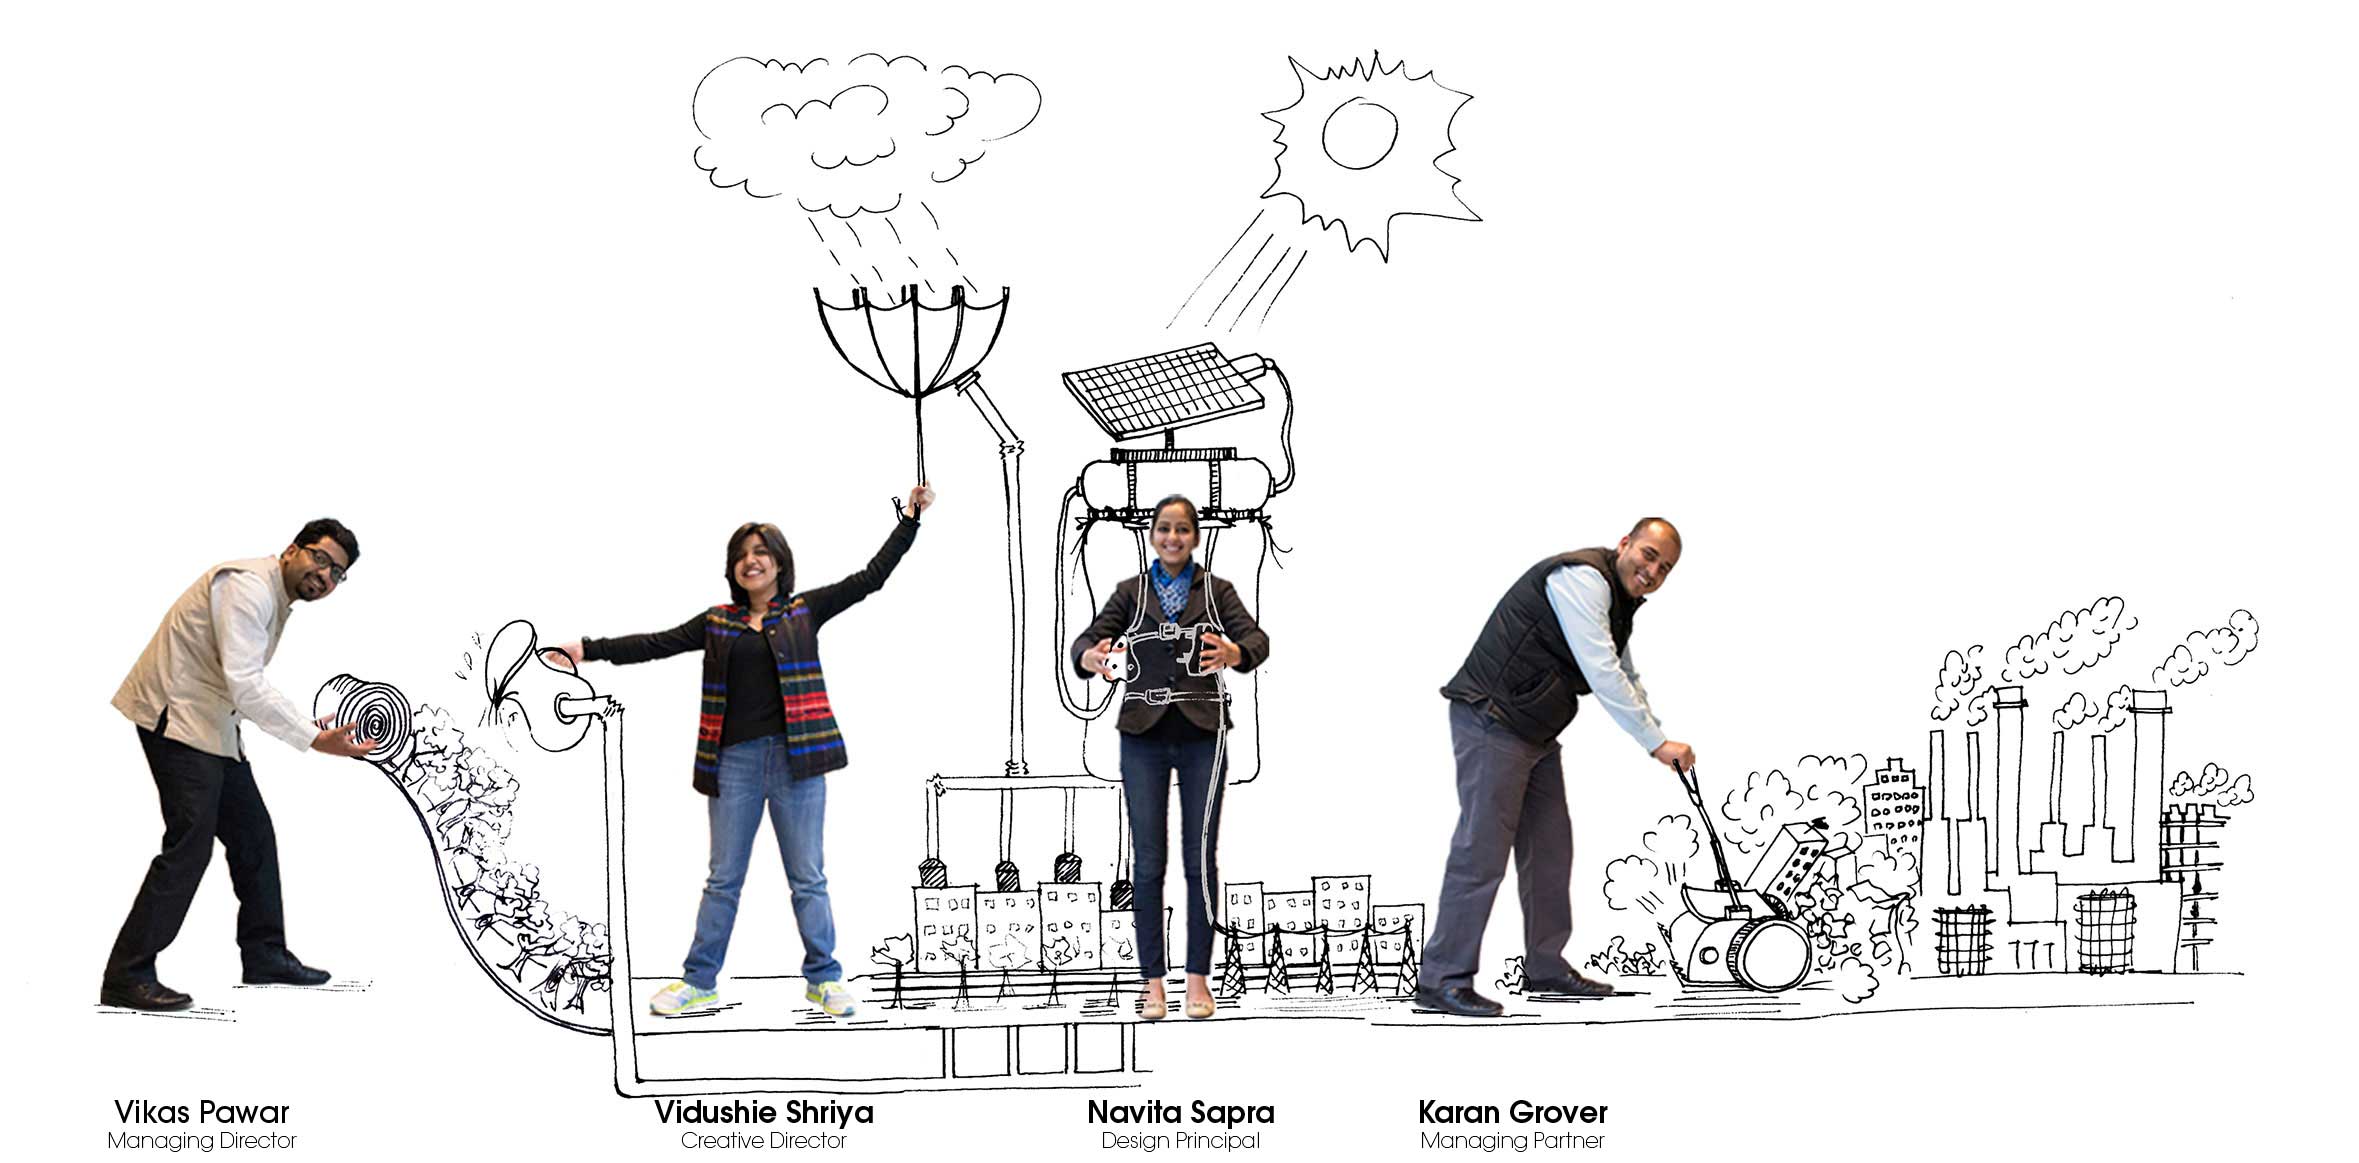 Vikas Pawar
Managing Director
Vidushie Shriya
Creative Director
Navita Sapra
Design Principal
Karan Grover
Managing Partner